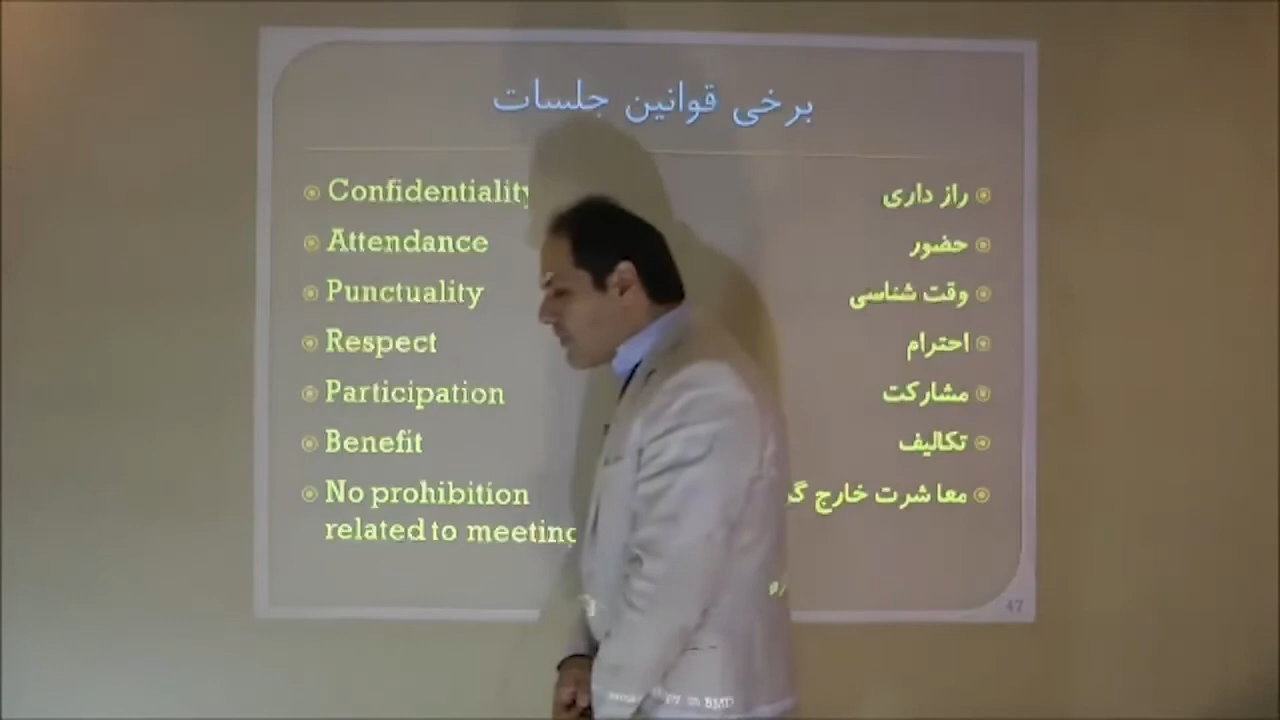 برخی قوانین جلسات
Confidentiality
Attendance
Punctuality
Respect
Participation
Benefit
No prohibition
related to meeting
راز داری
حضور
وقت شناسی
احترام
مشارکت
تکالیف
معا شرت خارج
47